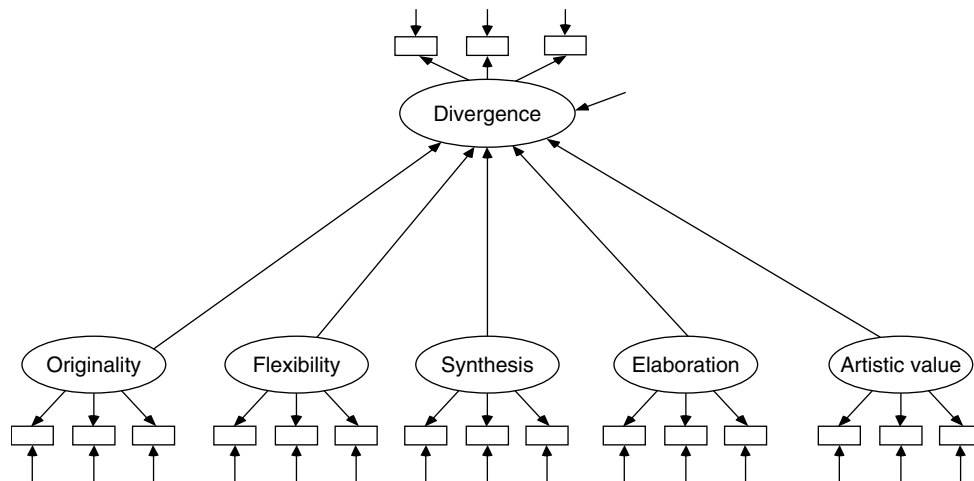 Divergence
Originality
Flexibility
Synthesis
Elaboration
Artistic value